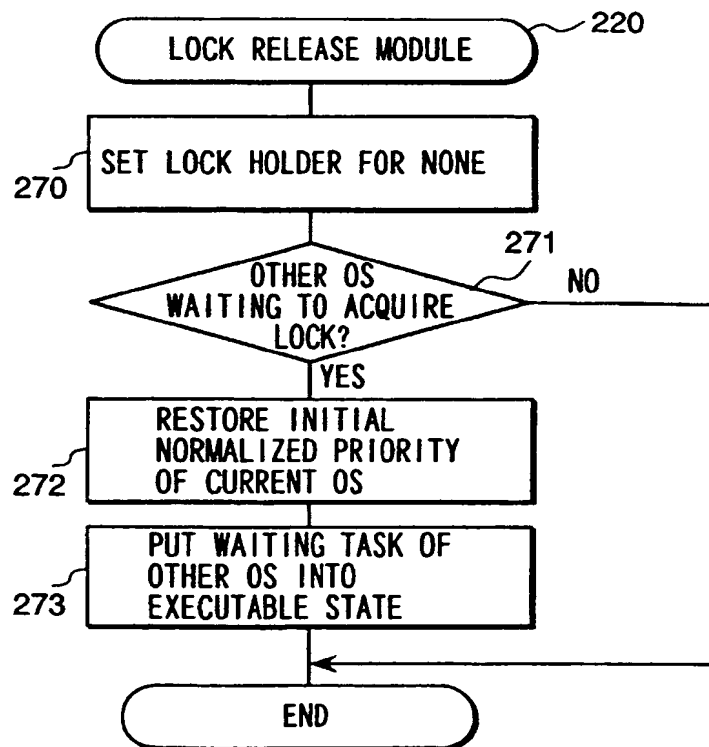 LOCK RELEASE MODULE
220
SET LOCK HOLDER FOR NONE
270
271
OTHER OS
WAITING TO ACQUIRE
LOCK?
NO
YES
RESTORE INITIAL
NORMALIZED PRIORITY
OF CURRENT OS
272
PUT WAITING TASK OF
OTHER OS INTO
EXECUTABLE STATE
273
END